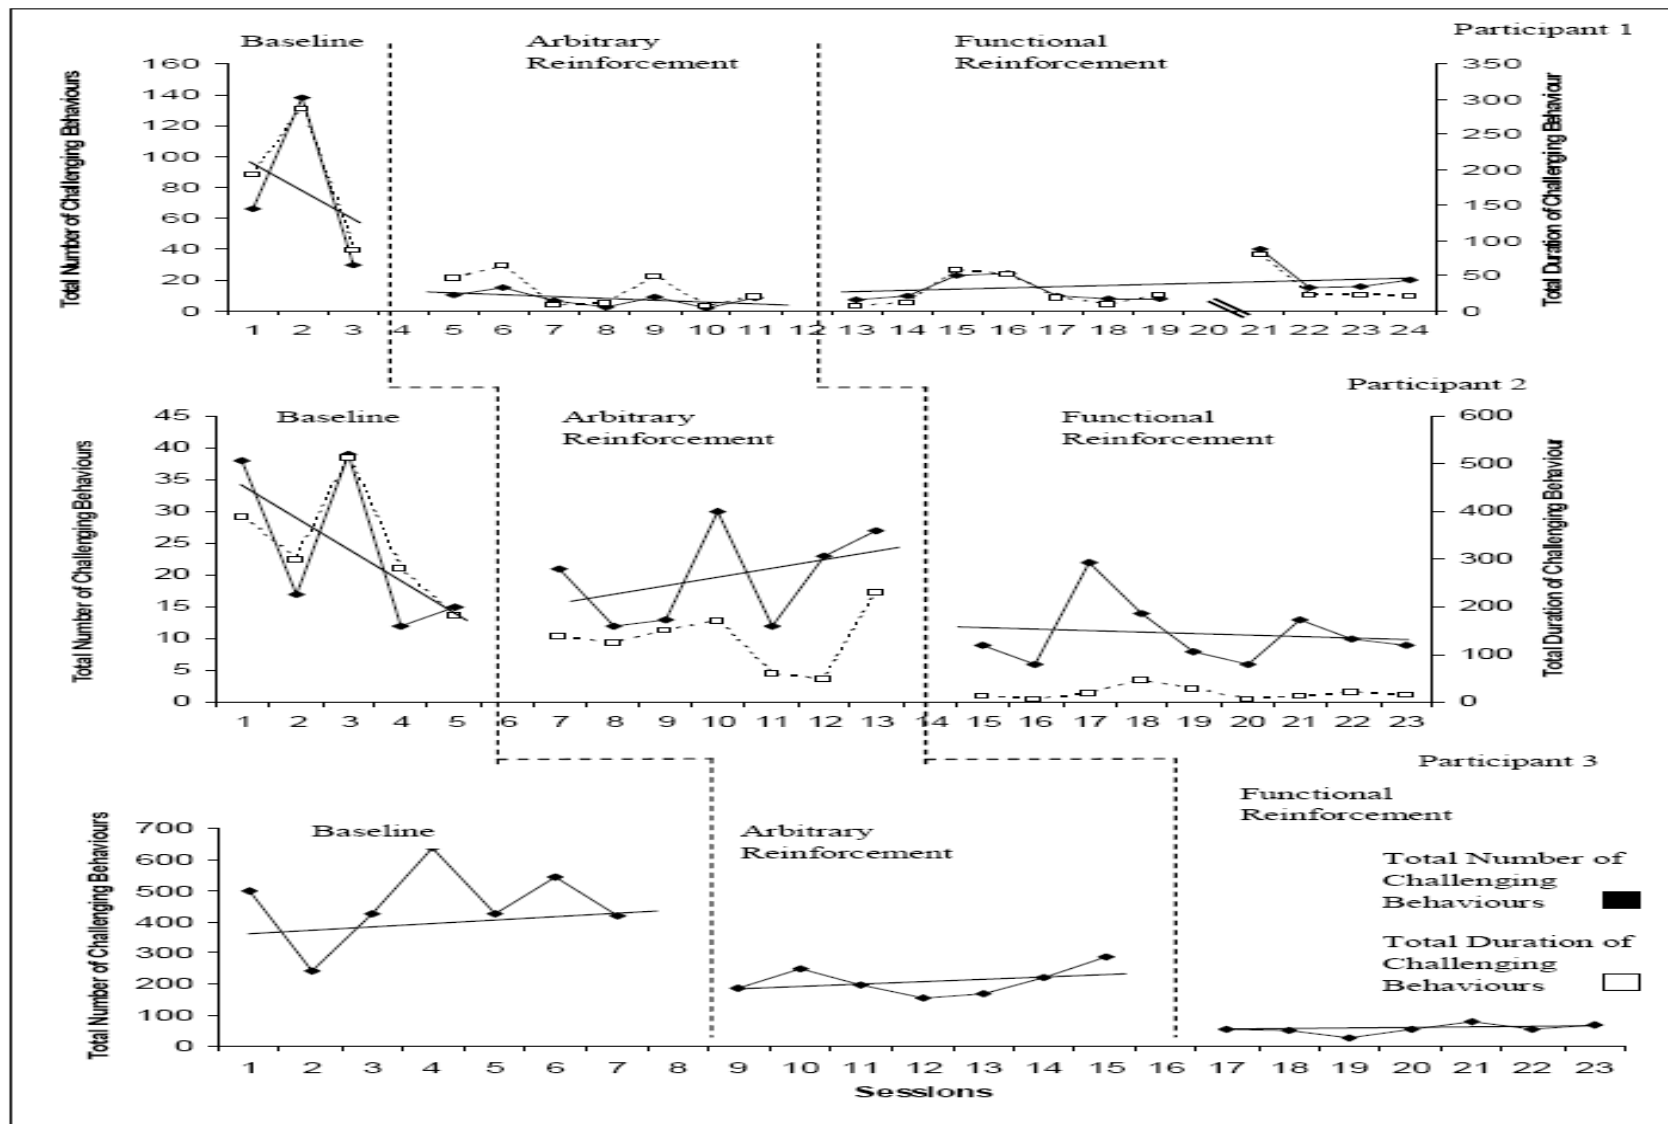 Participant 1
Baseline
Arbitrary
Reinforcement
Functional
Reinforcement
Total Number of Challenging Behaviours
160
140
120
100
80
60
40
20
0
350
300
250
200
150
100
50
0
Total Duration of Challenging Behaviour
1 2 3 4 5 6 7 8 9 10 11 12 13 14 15 16 17 18 19 20 21 22 23 24
Participant 2
Baseline
Arbitrary
Reinforcement
Functional
Reinforcement
Total Number of Challenging Behaviours
45
40
35
30
25
20
15
10
5
0
600
500
400
300
200
100
0
Total Duration of Challenging Behaviour
1 2 3 4 5 6 7 8 9 10 11 12 13 14 15 16 17 18 19 20 21 22 23
Participant 3
Baseline
Arbitrary
Reinforcement
Functional
Reinforcement
Total Number of Challenging Behaviours
700
600
500
400
300
200
100
0
Total Number of
Challenging
Behaviours
Total Duration of
Challenging
Behaviours
1 2 3 4 5 6 7 8 9 10 11 12 13 14 15 16 17 18 19 20 21 22 23
Sessions